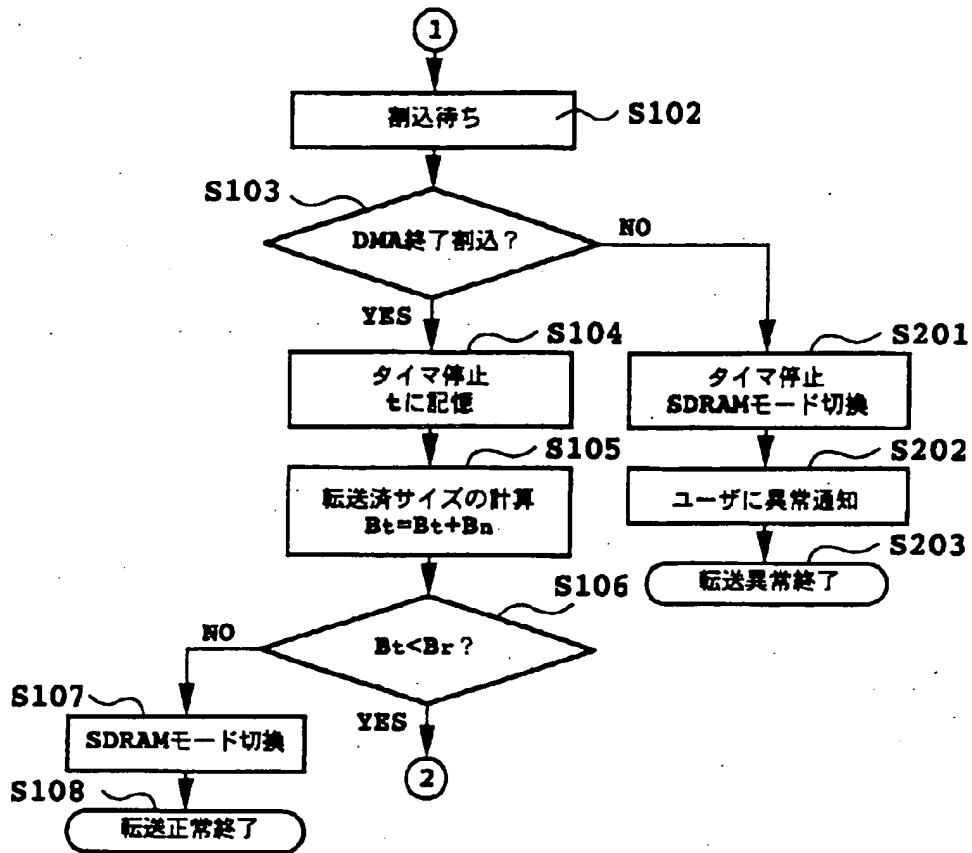 1
割込待ち
S102
S103
DMA終了割込?
NO
YES
S104
タイマ停止
tに記憶
S201
タイマ停止
SDRAMモード切換
S105
転送済サイズの計算
Bt=Bt+Bn
S202
ユーザに異常通知
S203
転送異常終了
S106
Bt<Br?
NO
YES
S107
SDRAMモード切換
2
S108
転送正常終了